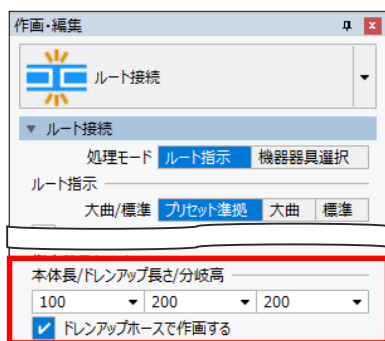 作画・編集
ルート接続
ルート接続
処理モード ルート指示 機器器具選択
ルート指示
大曲/標準 プリセット準拠 大曲 標準
本体長/ドレンアップ長さ/分岐高
100 200 200
ドレンアップホースで作画する